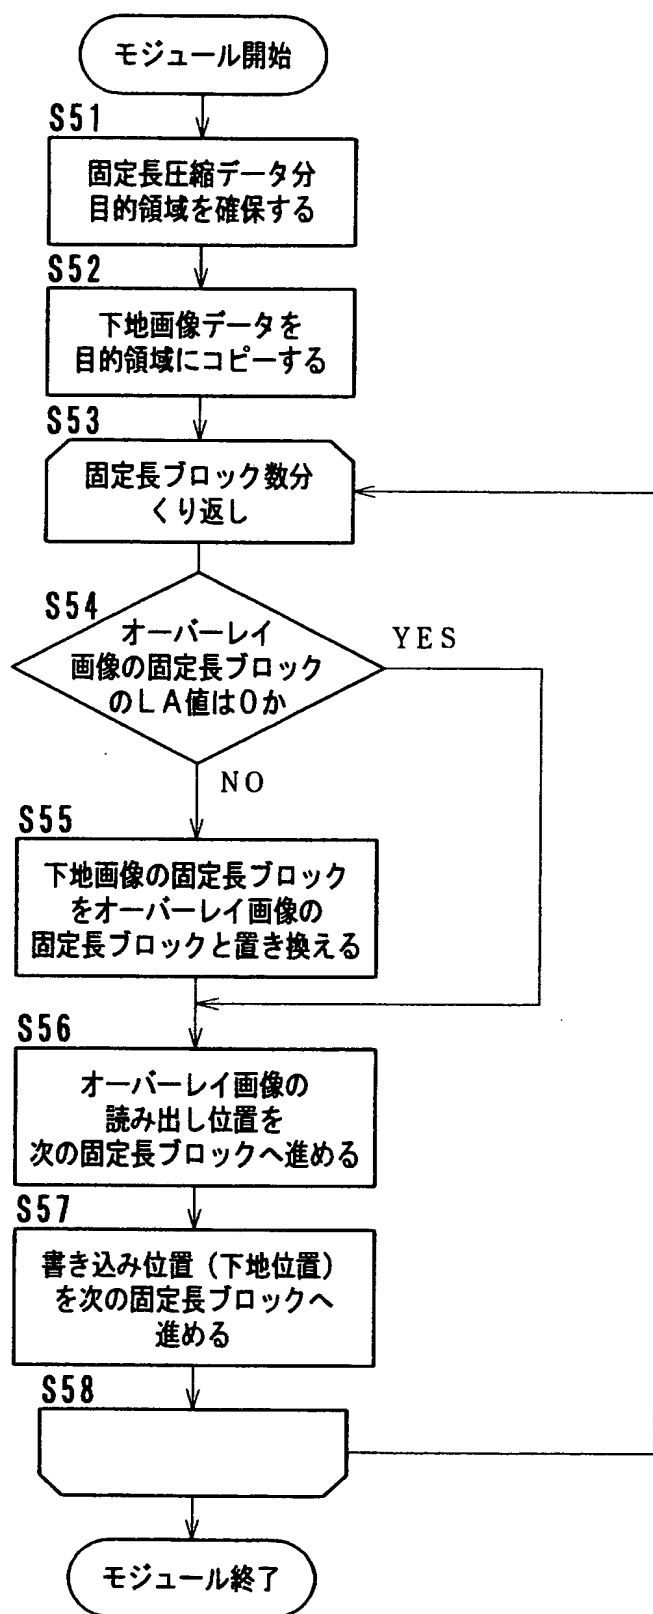 モジュール開始
S51
固定長圧縮データ分
目的領域を確保する
S52
下地画像データを
目的領域にコピーする
S53
固定長ブロック数分
くり返し
S54
オーバーレイ
画像の固定長ブロック
のLA値は0か
YES
NO
S55
下地画像の固定長ブロック
をオーバーレイ画像の
固定長ブロックと置き換える
S56
オーバーレイ画像の
読み出し位置を
次の固定長ブロックへ進める
S57
書き込み位置（下地位置）
を次の固定長ブロックへ
進める
S58
モジュール終了